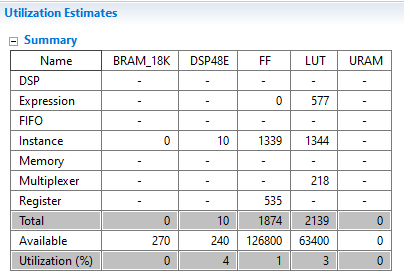 Utilization Estimates
Summary
Name BRAM_18K DSP48E FF LUT URAM
DSP - - - - -
Expression - - 0 577 -
FIFO - - - - -
Instance 0 10 1339 1344 -
Memory - - - - -
Multiplexer - - - 218 -
Register - - 535 - -
Total 0 10 1874 2139 0
Available 270 240 126800 63400 0
Utilization (%) 0 4 1 3 0